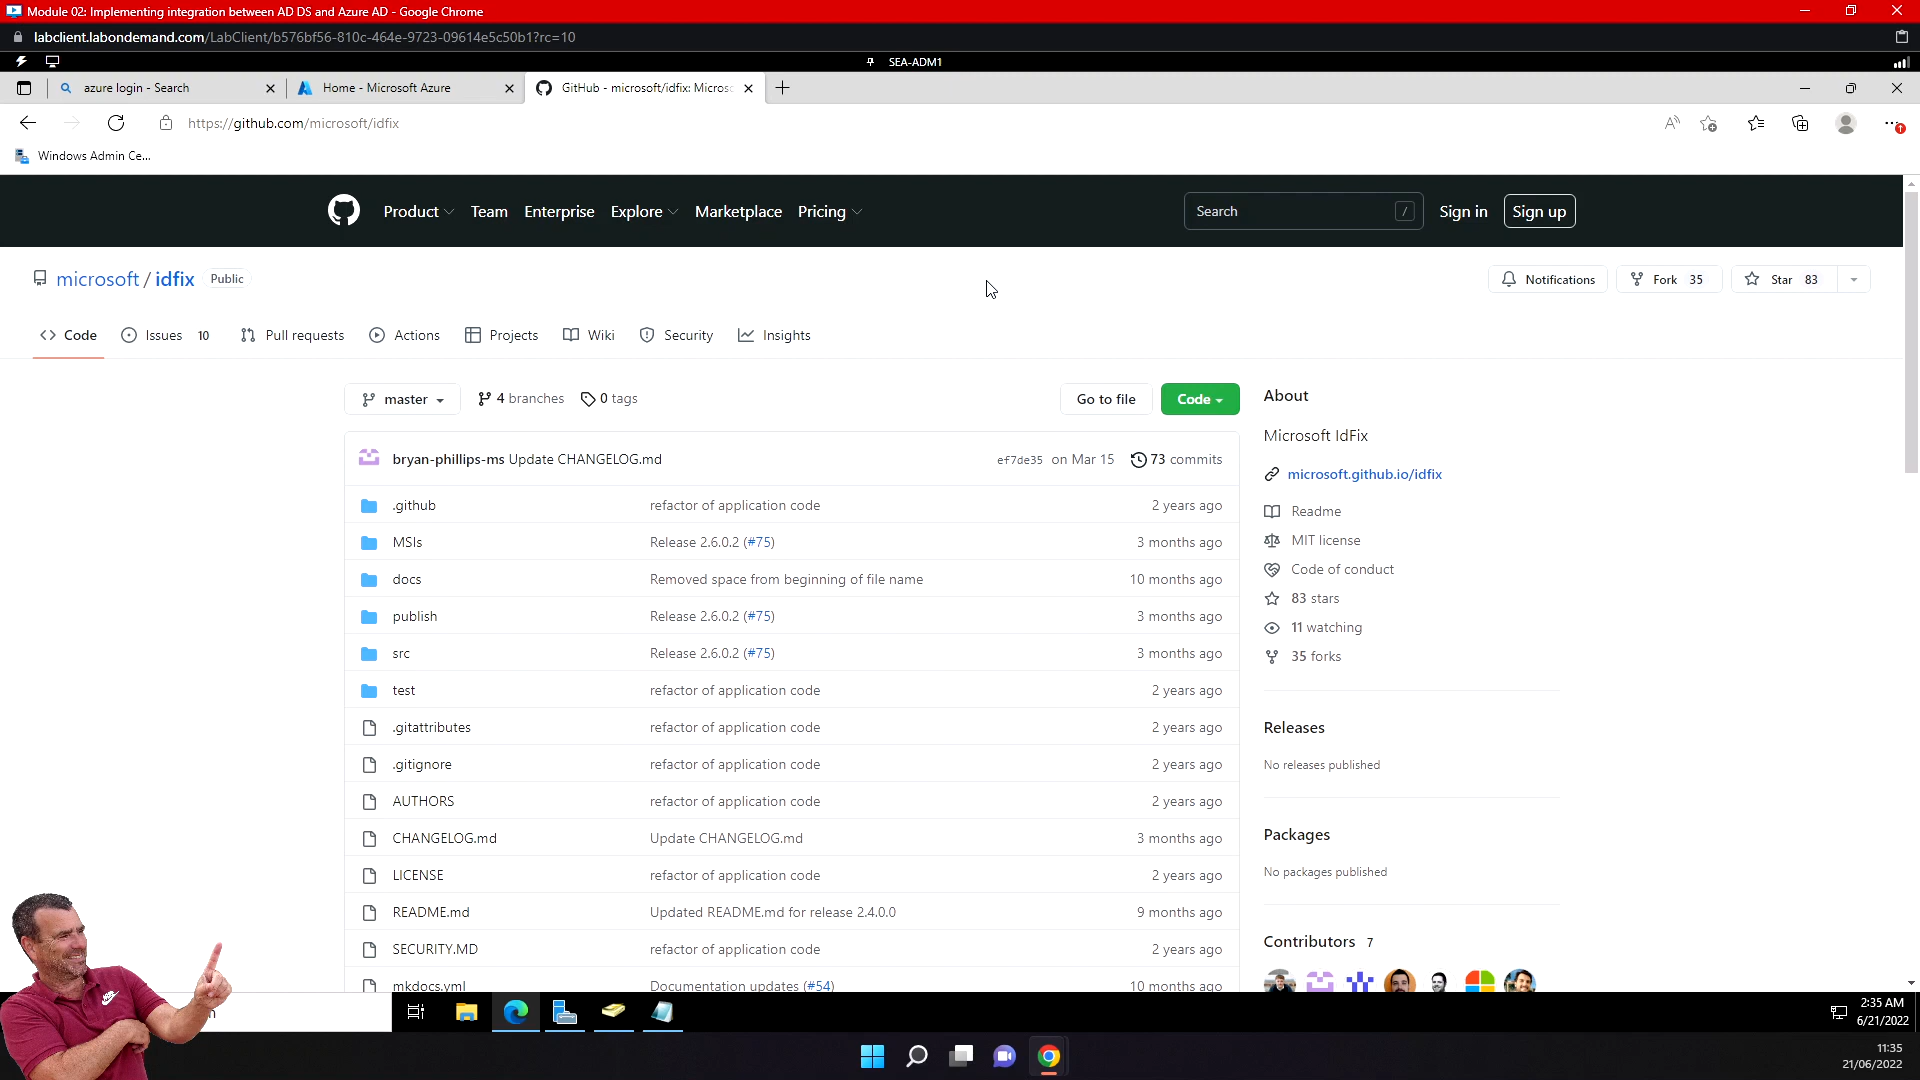 Module 02: Implementing integration between AD DS and Azure AD - Google Chrome
labclient.labondemand.com/LabClient/b576bf56-810c-464e-9723-09614e5c50b1?rc=10
SEA-ADM1
azure login - Search
Home - Microsoft Azure
GitHub - microsoft/idfix: Micros
https://github.com/microsoft/idfix
Windows Admin Ce...
Product Team Enterprise Explore Marketplace Pricing
Search /
Sign in
Sign up
microsoft / idfix Public
Notifications
Fork 35
Star 83
Code
Issues 10
Pull requests
Actions
Projects
Wiki
Security
Insights
master
4 branches
0 tags
Go to file
Code
bryan-phillips-ms Update CHANGELOG.md ef7de35 on Mar 15 73 commits
.github refactor of application code 2 years ago
MSIs Release 2.6.0.2 (#75) 3 months ago
docs Removed space from beginning of file name 10 months ago
publish Release 2.6.0.2 (#75) 3 months ago
src Release 2.6.0.2 (#75) 3 months ago
test refactor of application code 2 years ago
.gitattributes refactor of application code 2 years ago
.gitignore refactor of application code 2 years ago
AUTHORS refactor of application code 2 years ago
CHANGELOG.md Update CHANGELOG.md 3 months ago
LICENSE refactor of application code 2 years ago
README.md Updated README.md for release 2.4.0.0 9 months ago
SECURITY.MD refactor of application code 2 years ago
mkdocs.yml Documentation updates (#54) 10 months ago
About
Microsoft IdFix
microsoft.github.io/idfix
Readme
MIT license
Code of conduct
83 stars
11 watching
35 forks
Releases
No releases published
Packages
No packages published
Contributors 7
2:35 AM
6/21/2022
11:35
21/06/2022